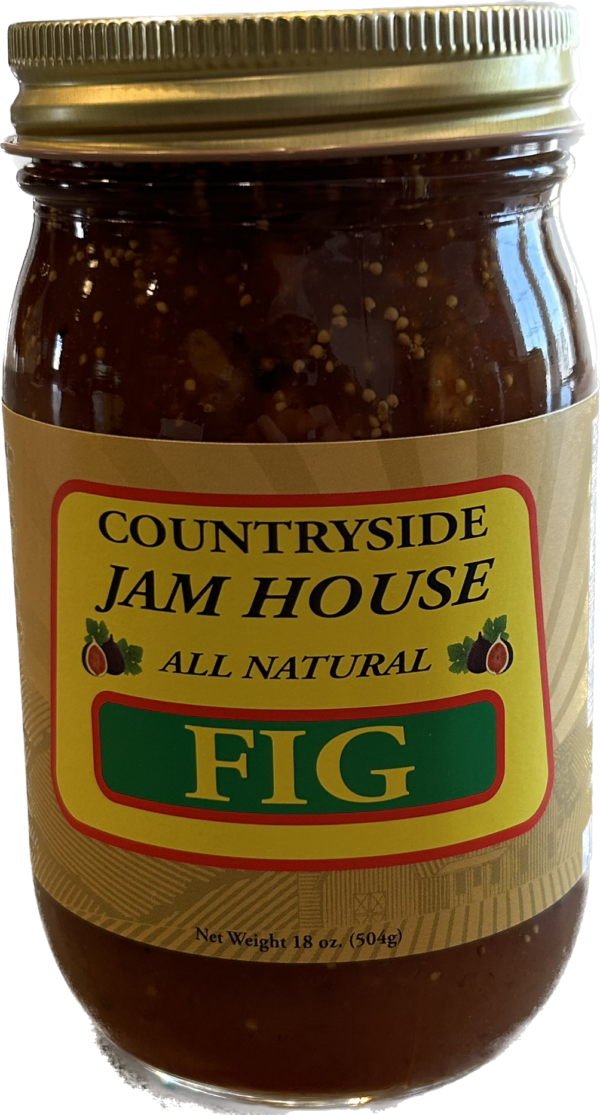 COUNTRYSIDE
JAM HOUSE
ALL NATURAL
FIG
Net Weight 18 oz. (504g)